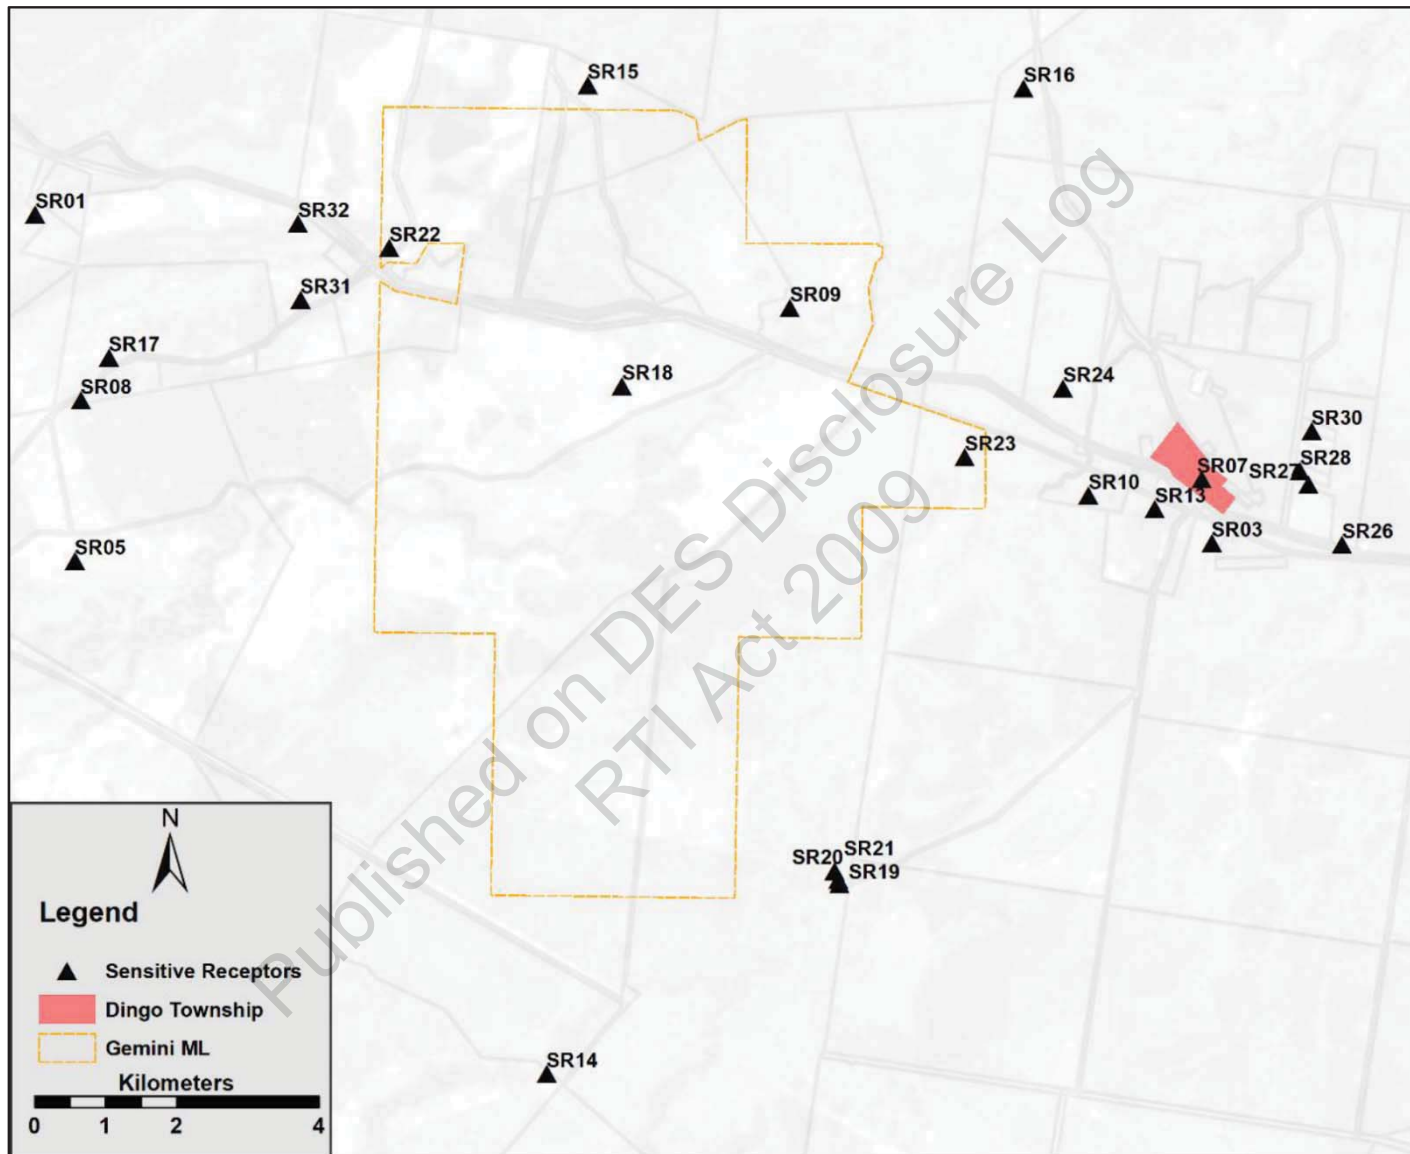 SR15
SR16
SR01
SR32
SR22
SR31
SR09
SR17
SR18
SR24
SR08
SR30
SR23
SR07
SR27
SR28
SR10
SR13
SR03
SR26
SR05
SR21
SR20
SR19
SR14
Published on DES Disclosure Log
RTI Act 2009
N
Legend
Sensitive Receptors
Dingo Township
Gemini ML
Kilometers
0 1 2 4